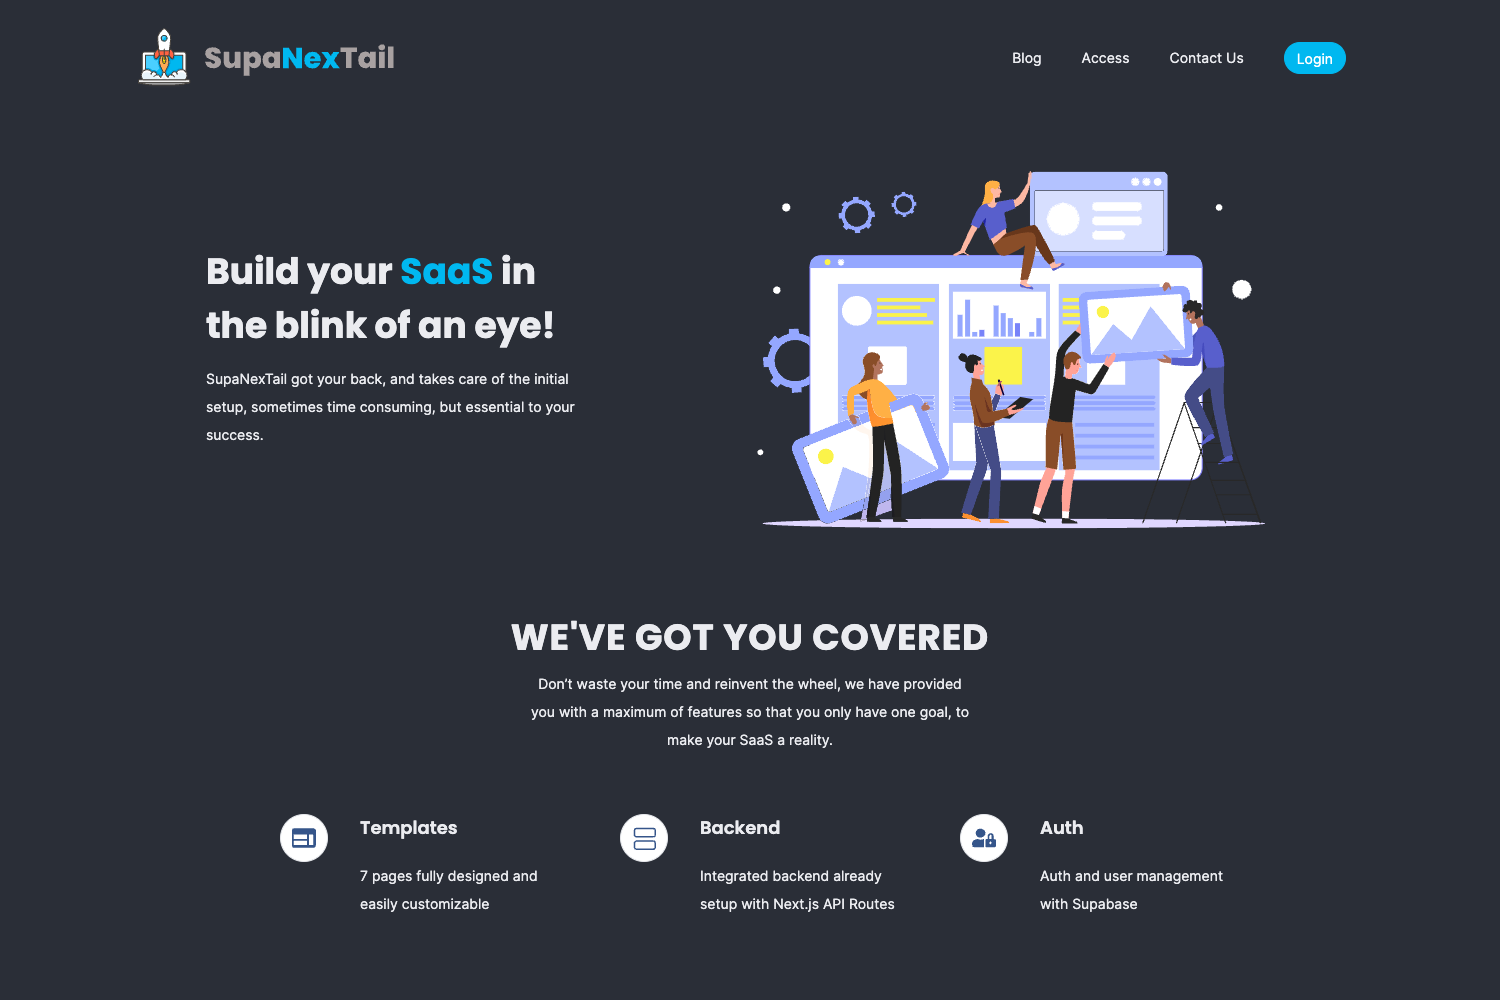 SupaNexTail
Blog
Access
Contact Us
Login
Build your SaaS in
the blink of an eye!
SupaNexTail got your back, and takes care of the initial
setup, sometimes time consuming, but essential to your
success.
WE'VE GOT YOU COVERED
Don’t waste your time and reinvent the wheel, we have provided
you with a maximum of features so that you only have one goal, to
make your SaaS a reality.
Templates
7 pages fully designed and
easily customizable
Backend
Integrated backend already
setup with Next.js API Routes
Auth
Auth and user management
with Supabase